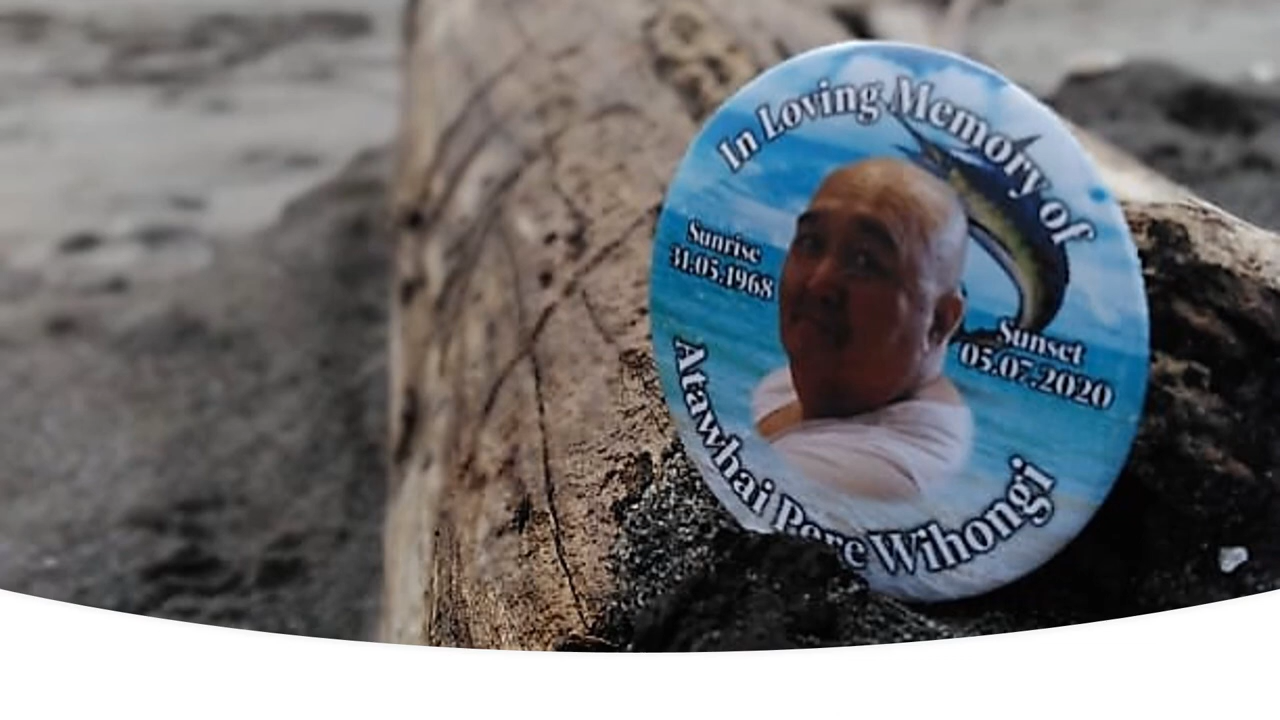 In Loving Memory of
Sunrise
31.05.1968
Sunset
05.07.2020
Atawhai Pere Wihongi